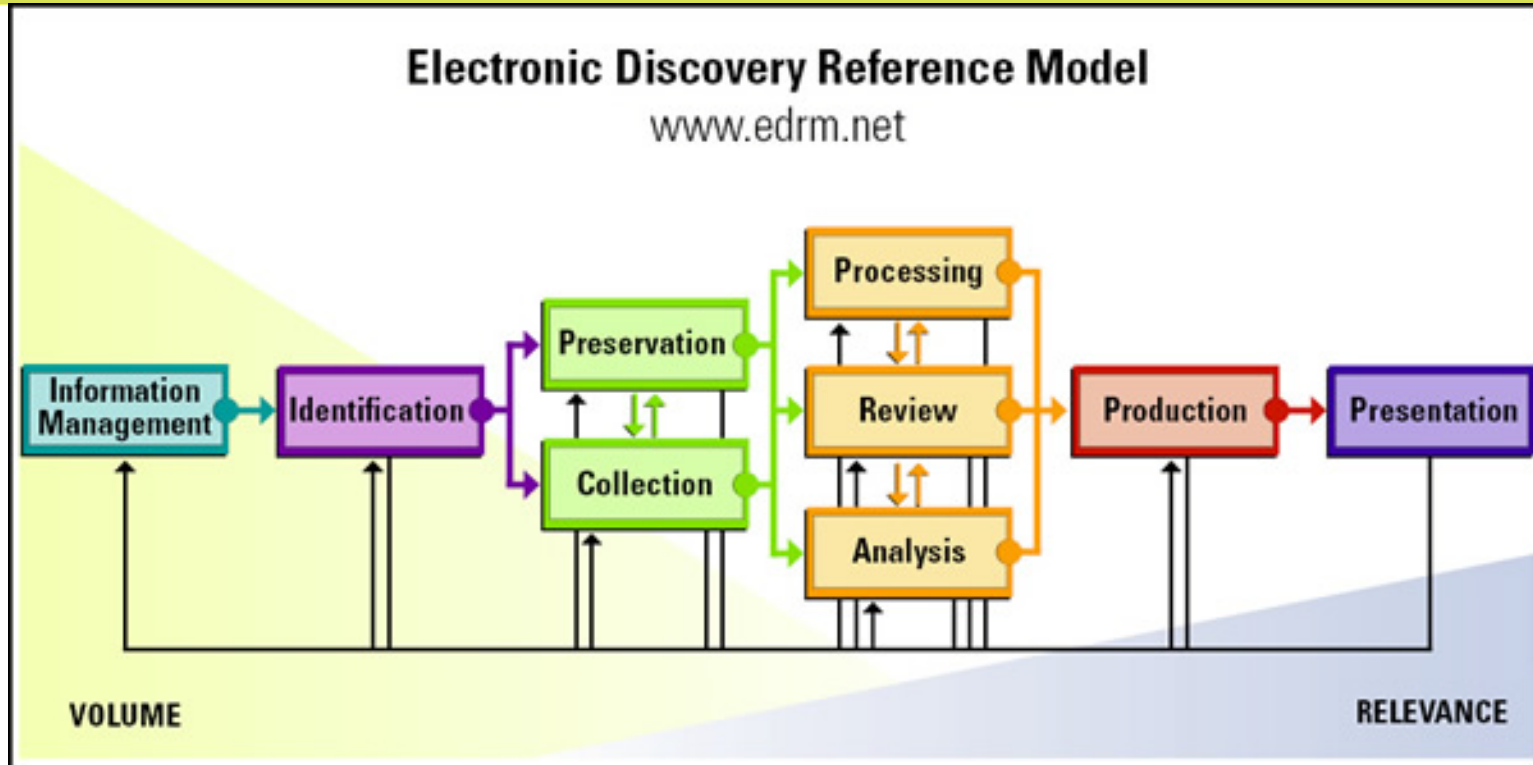 Electronic Discovery Reference Model
www.edrm.net
Information
Management
Identification
Preservation
Collection
Processing
Review
Analysis
Production
Presentation
VOLUME
RELEVANCE